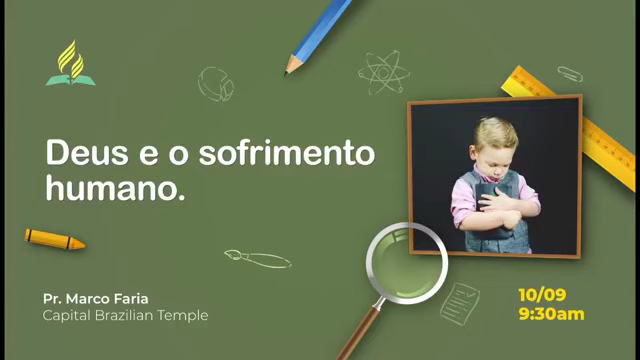 Deus e o sofrimento
humano.
Pr. Marco Faria
Capital Brazilian Temple
10/09
9:30am